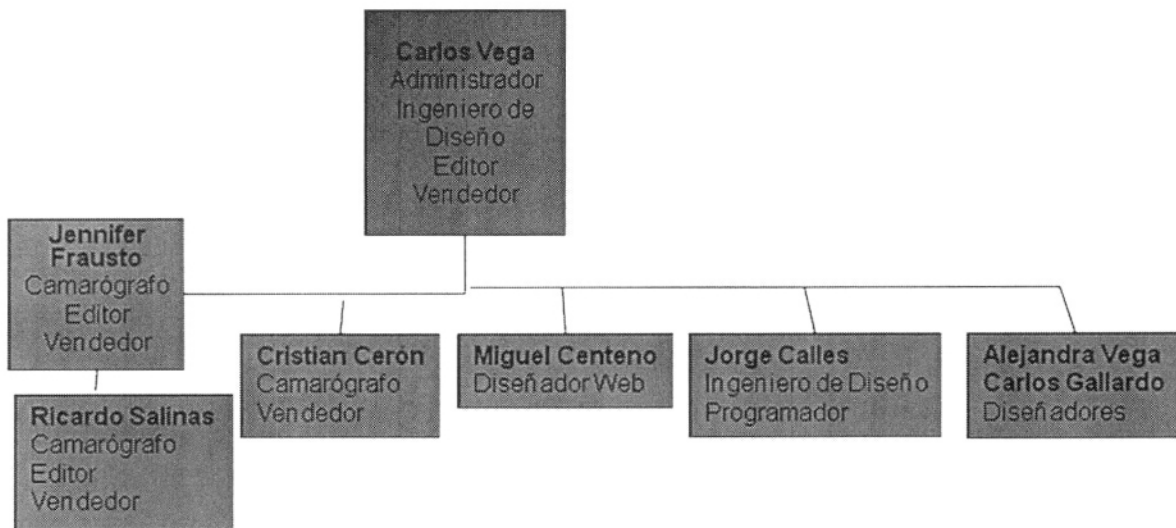 Carlos Vega
Administrador
Ingeniero de
Diseño
Editor
Vendedor
Jennifer
Frausto
Camarógrafo
Editor
Vendedor
Ricardo Salinas
Camarógrafo
Editor
Vendedor
Cristian Cerón
Camarógrafo
Vendedor
Miguel Centeno
Diseñador Web
Jorge Calles
Ingeniero de Diseño
Programador
Alejandra Vega
Carlos Gallardo
Diseñadores